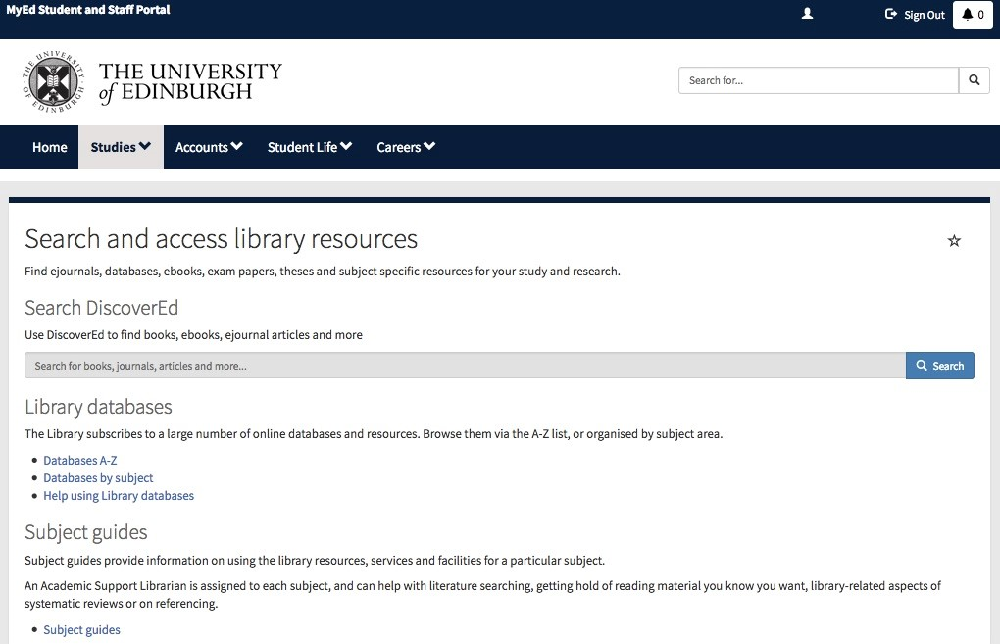 MyEd Student and Staff Portal
Sign Out
0
THE UNIVERSITY OF EDINBURGH
THE UNIVERSITY
of EDINBURGH
Search for...
Home Studies Accounts Student Life Careers
Search and access library resources
Find ejournals, databases, ebooks, exam papers, theses and subject specific resources for your study and research.
Search DiscoverEd
Use DiscoverEd to find books, ebooks, ejournal articles and more
Search for books, journals, articles and more...
Search
Library databases
The Library subscribes to a large number of online databases and resources. Browse them via the A-Z list, or organised by subject area.
Databases A-Z
Databases by subject
Help using Library databases
Subject guides
Subject guides provide information on using the library resources, services and facilities for a particular subject.
An Academic Support Librarian is assigned to each subject, and can help with literature searching, getting hold of reading material you know you want, library-related aspects of
systematic reviews or on referencing.
Subject guides